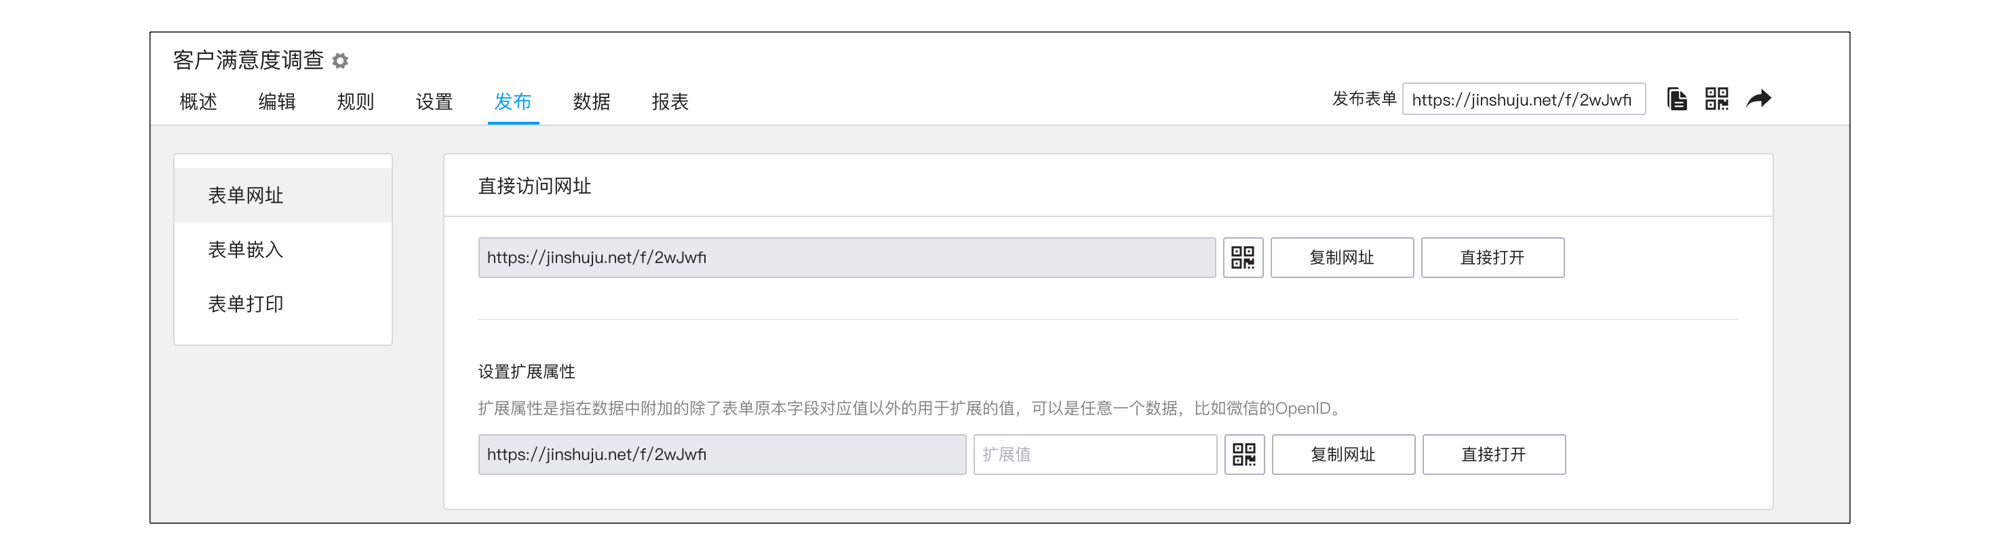 客户满意度调查
概述 编辑 规则 设置 发布 数据 报表 发布表单 https://jinshuju.net/f/2wJwfi
表单网址
表单嵌入
表单打印
直接访问网址
https://jinshuju.net/f/2wJwfi 复制网址 直接打开
设置扩展属性
扩展属性是指在数据中附加的除了表单原本字段对应值以外的用于扩展的值，可以是任意一个数据，比如微信的OpenID。
https://jinshuju.net/f/2wJwfi 扩展值 复制网址 直接打开